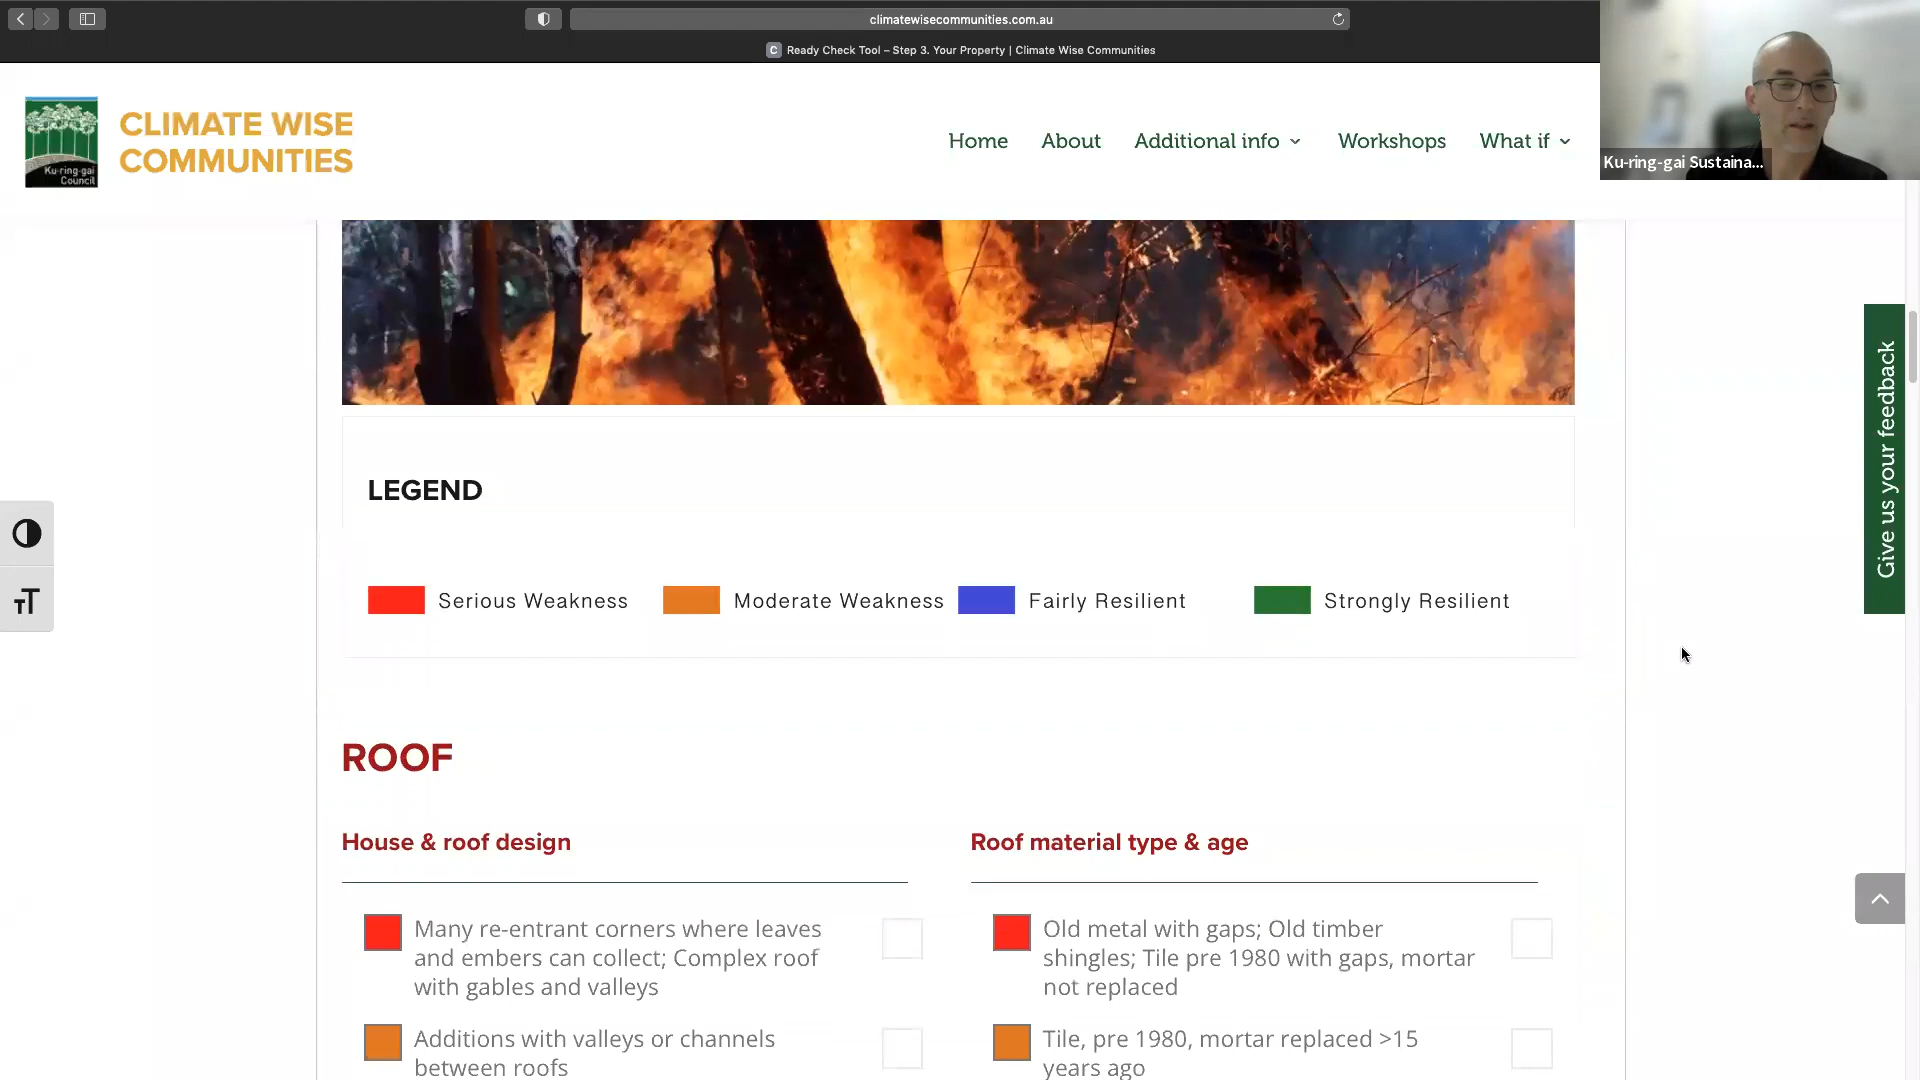 climatewisecommunities.com.au
C Ready Check Tool – Step 3. Your Property | Climate Wise Communities
Ku-ring-gai
Council
CLIMATE WISE
COMMUNITIES
Home About Additional info Workshops What if
Ku-ring-gai Sustaina...
LEGEND
Serious Weakness Moderate Weakness Fairly Resilient Strongly Resilient
Give us your feedback
TT
ROOF
House & roof design
Many re-entrant corners where leaves
and embers can collect; Complex roof
with gables and valleys
Additions with valleys or channels
between roofs
Roof material type & age
Old metal with gaps; Old timber
shingles; Tile pre 1980 with gaps, mortar
not replaced
Tile, pre 1980, mortar replaced >15
years ago